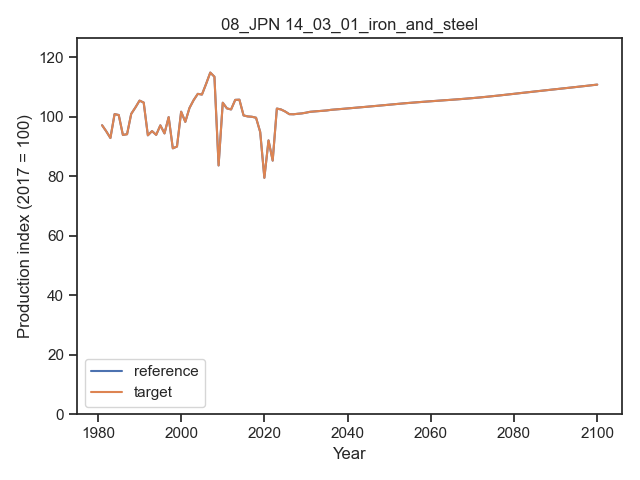 08_JPN 14_03_01_iron_and_steel
Production index (2017 = 100)
120
100
80
60
40
20
0
reference
target
1980
2000
2020
2040
2060
2080
2100
Year